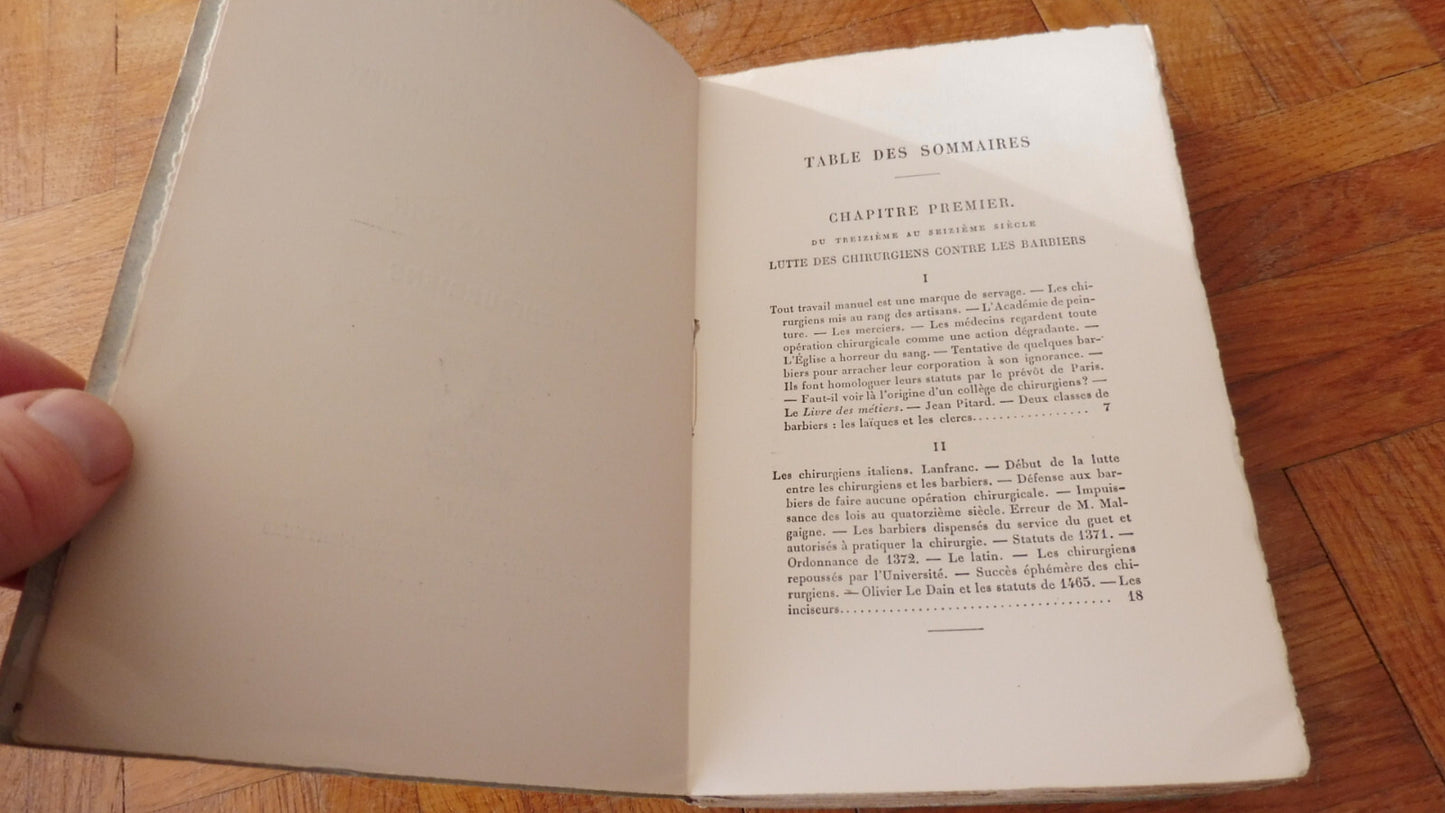 TABLE DES SOMMAIRES
CHAPITRE PREMIER.
DU TREIZIÈME AU SEIZIÈME SIÈCLE
LUTTE DES CHIRURGIENS CONTRE LES BARBIERS
I
Tout travail manuel est une marque de servage. — Les chi-
rurgiens mis au rang des artisans. — L'Académie de pein-
ture. — Les merciers. — Les médecins regardent toute
opération chirurgicale comme une action dégradante. —
L'Église a horreur du sang. — Tentative de quelques bar-
biers pour arracher leur corporation à son ignorance. —
Ils font homologuer leurs statuts par le prévôt de Paris.
— Faut-il voir là l'origine d'un collège de chirurgiens? —
Le Livre des métiers. — Jean Pitard. — Deux classes de
barbiers : les laïques et les clercs................. 7
II
Les chirurgiens italiens. Lanfranc. — Début de la lutte
entre les chirurgiens et les barbiers. — Défense aux bar-
biers de faire aucune opération chirurgicale. — Impuis-
sance des lois au quatorzième siècle. Erreur de M. Mal-
gaigne. — Les barbiers dispensés du service du guet et
autorisés à pratiquer la chirurgie. — Statuts de 1371. —
Ordonnance de 1372. — Le latin. — Les chirurgiens
repoussés par l'Université. — Succès éphémère des chi-
rurgiens. — Olivier Le Dain et les statuts de 1465. — Les
inciseurs....................................... 18